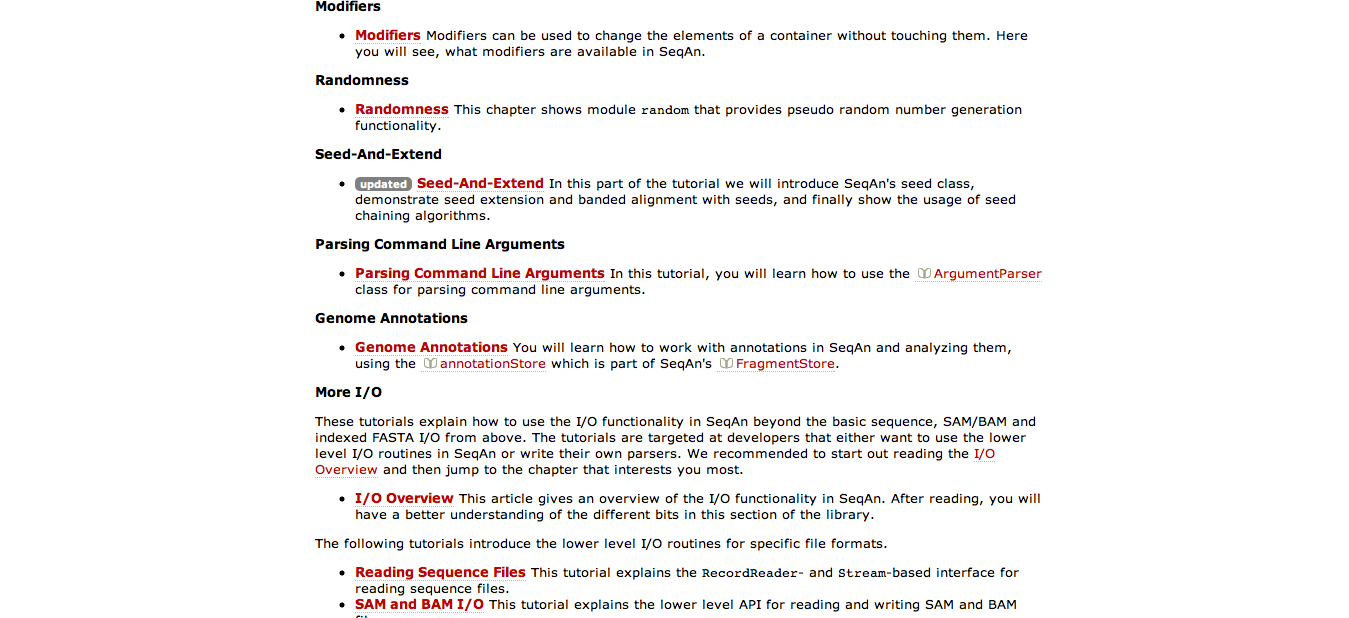 Modifiers
Modifiers Modifiers can be used to change the elements of a container without touching them. Here
you will see, what modifiers are available in SeqAn.
Randomness
Randomness This chapter shows module random that provides pseudo random number generation
functionality.
Seed-And-Extend
updated Seed-And-Extend In this part of the tutorial we will introduce SeqAn's seed class,
demonstrate seed extension and banded alignment with seeds, and finally show the usage of seed
chaining algorithms.
Parsing Command Line Arguments
Parsing Command Line Arguments In this tutorial, you will learn how to use the ArgumentParser
class for parsing command line arguments.
Genome Annotations
Genome Annotations You will learn how to work with annotations in SeqAn and analyzing them,
using the annotationStore which is part of SeqAn's FragmentStore.
More I/O
These tutorials explain how to use the I/O functionality in SeqAn beyond the basic sequence, SAM/BAM and
indexed FASTA I/O from above. The tutorials are targeted at developers that either want to use the lower
level I/O routines in SeqAn or write their own parsers. We recommended to start out reading the I/O
Overview and then jump to the chapter that interests you most.
I/O Overview This article gives an overview of the I/O functionality in SeqAn. After reading, you will
have a better understanding of the different bits in this section of the library.
The following tutorials introduce the lower level I/O routines for specific file formats.
Reading Sequence Files This tutorial explains the RecordReader- and Stream-based interface for
reading sequence files.
SAM and BAM I/O This tutorial explains the lower level API for reading and writing SAM and BAM